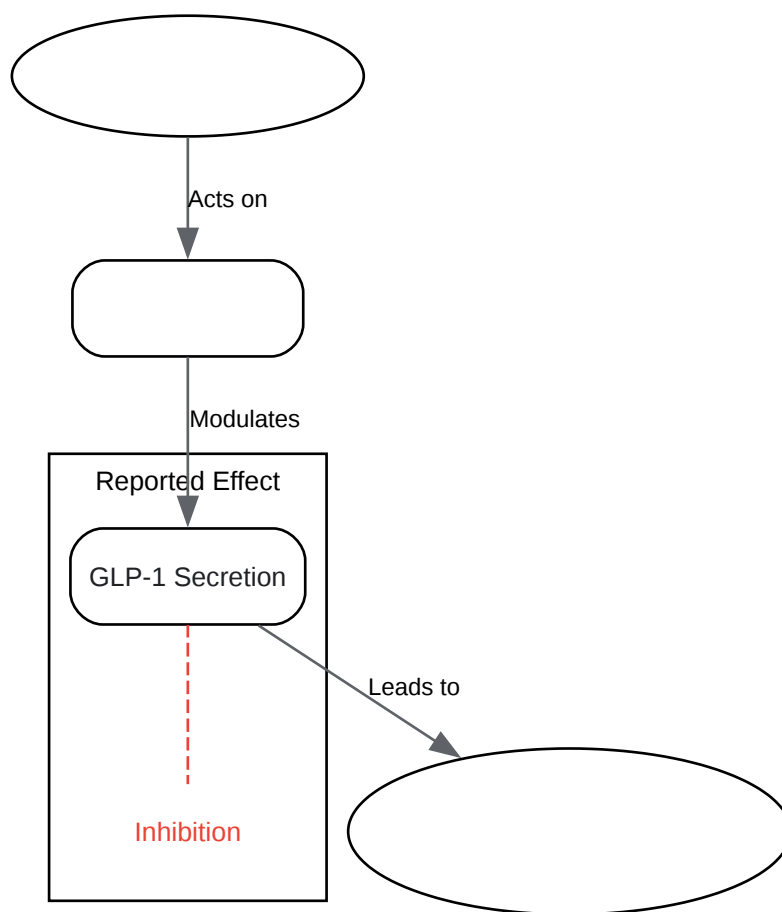 Acts on
Modulates
Reported Effect
GLP-1 Secretion
Leads to
Inhibition